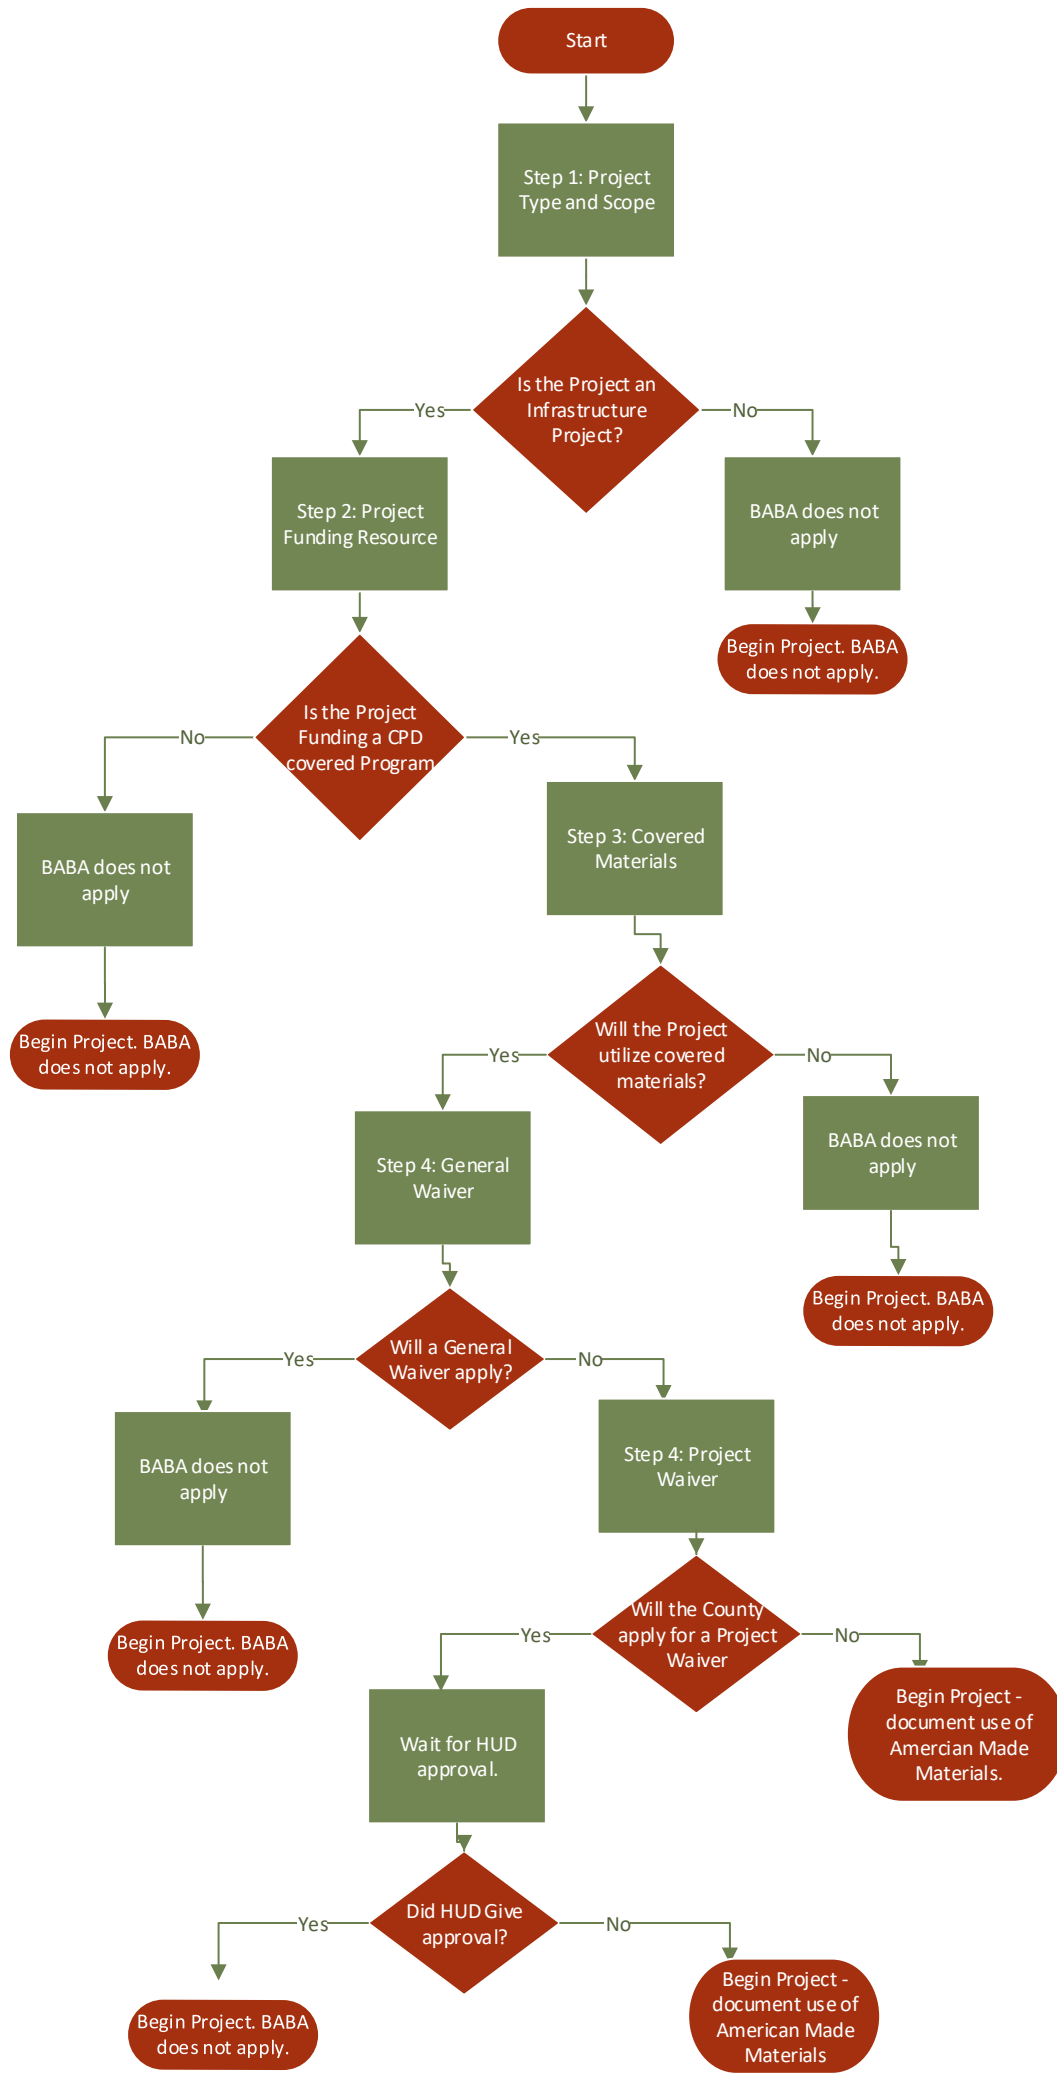 Start
Step 1: Project
Type and Scope
Is the Project an
Infrastructure
Project?
Yes
No
Step 2: Project
Funding Resource
BABA does not
apply
Begin Project. BABA
does not apply.
Is the Project
Funding a CPD
covered Program
No
Yes
BABA does not
apply
Step 3: Covered
Materials
Begin Project. BABA
does not apply.
Will the Project
utilize covered
materials?
Yes
No
Step 4: General
Waiver
BABA does not
apply
Begin Project. BABA
does not apply.
Will a General
Waiver apply?
Yes
No
BABA does not
apply
Step 4: Project
Waiver
Begin Project. BABA
does not apply.
Will the County
apply for a Project
Waiver
Yes
No
Wait for HUD
approval.
Begin Project -
document use of
Amercian Made
Materials.
Did HUD Give
approval?
Yes
No
Begin Project. BABA
does not apply.
Begin Project -
document use of
American Made
Materials